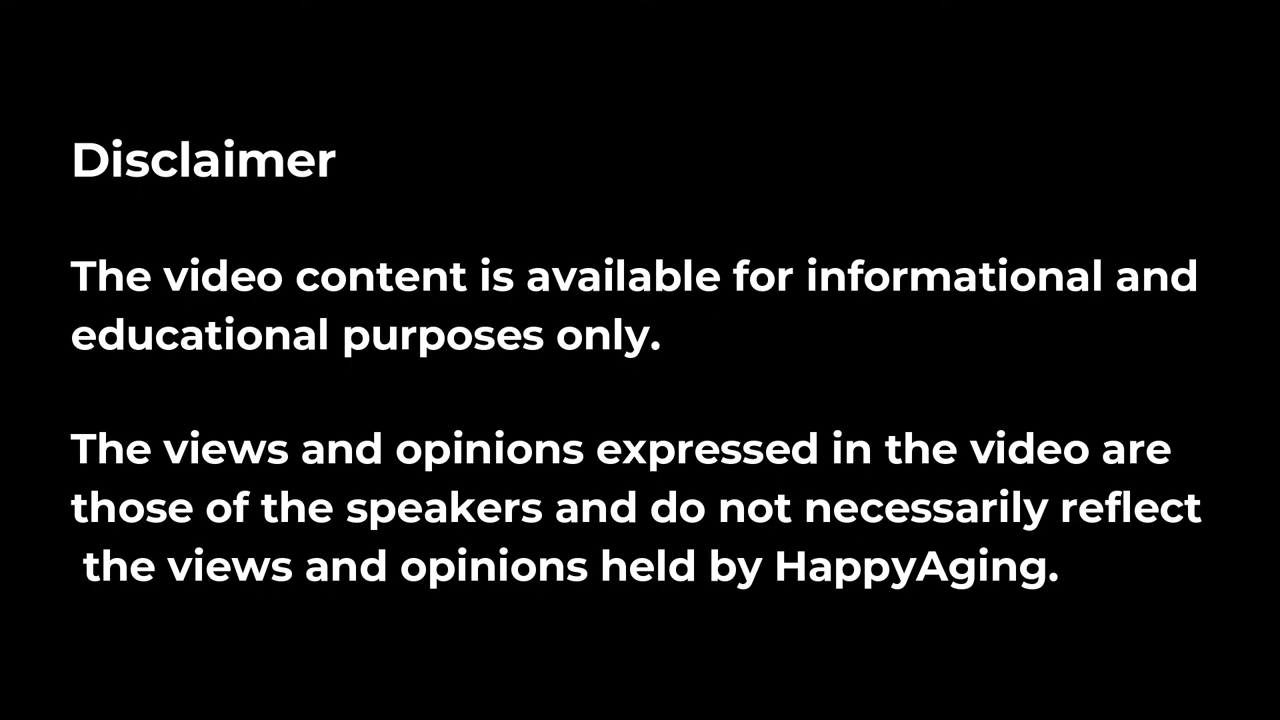 Disclaimer
The video content is available for informational and
educational purposes only.
The views and opinions expressed in the video are
those of the speakers and do not necessarily reflect
the views and opinions held by HappyAging.